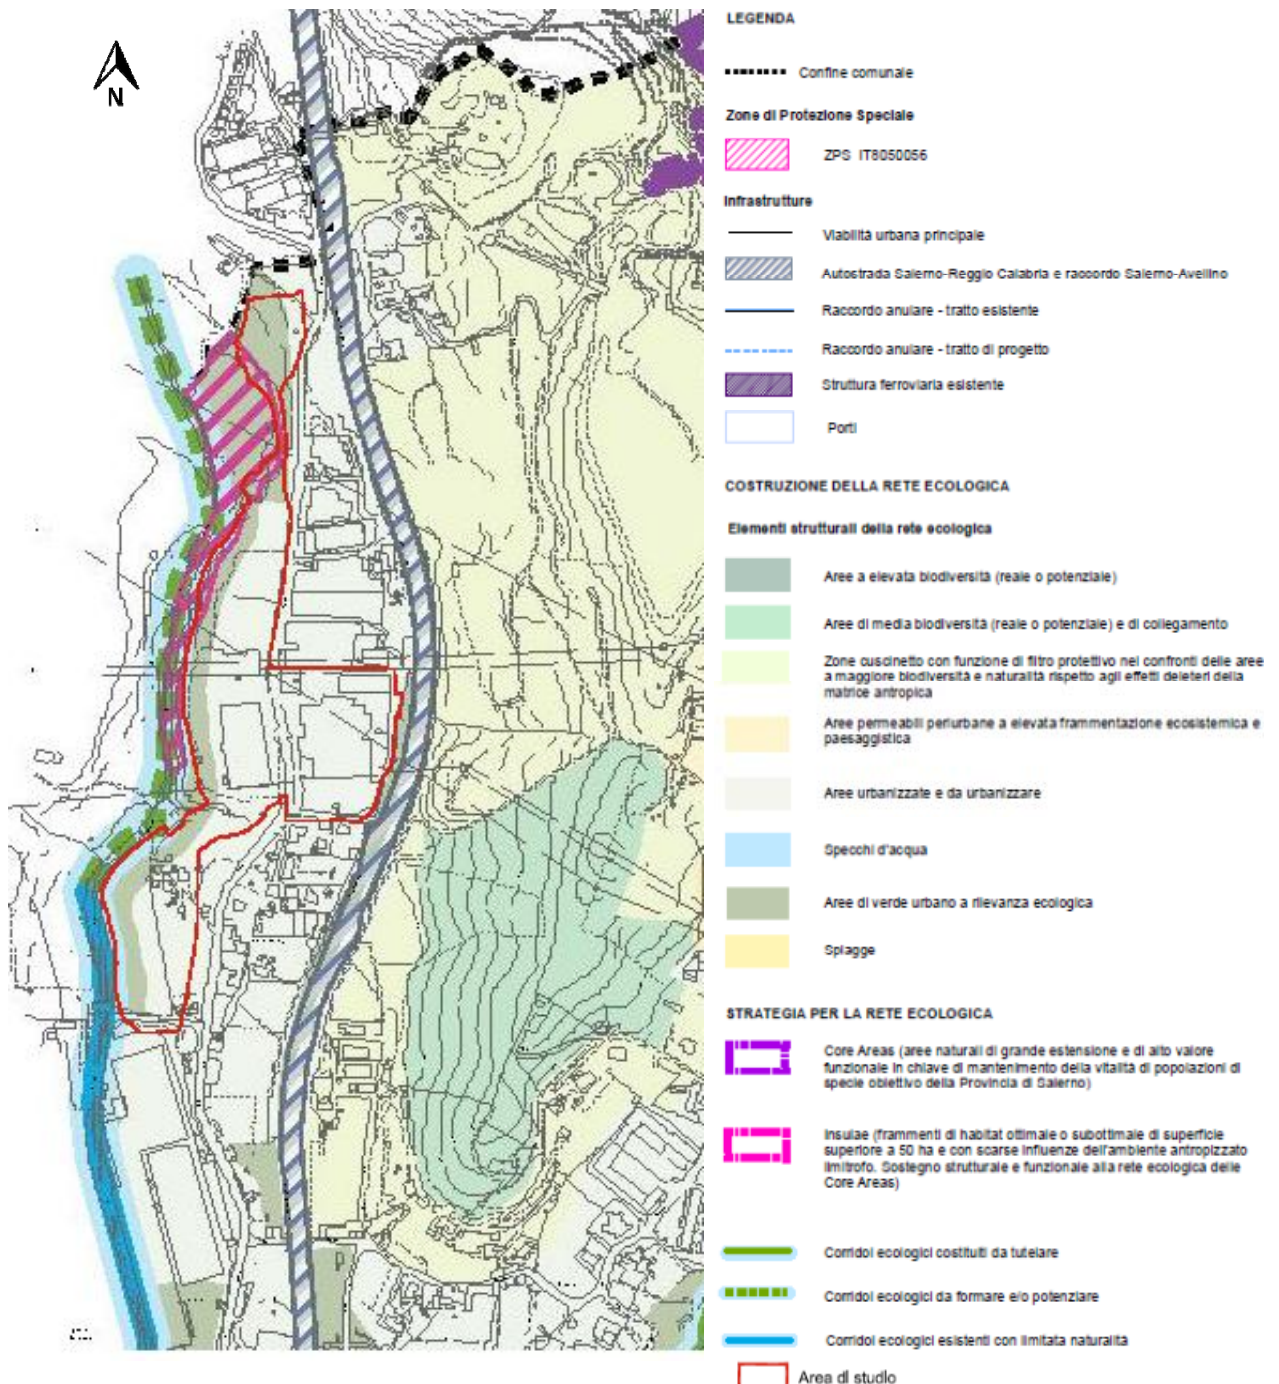 N
LEGENDA
Confine comunale
Zone di Protezione Speciale
ZPS IT8050056
Infrastrutture
Viabilità urbana principale
Autostrada Salerno-Reggio Calabria e raccordo Salerno-Avellino
Raccordo anulare - tratto esistente
Raccordo anulare - tratto di progetto
Struttura ferroviaria esistente
Porti
COSTRUZIONE DELLA RETE ECOLOGICA
Elementi strutturali della rete ecologica
Aree a elevata biodiversità (reale o potenziale)
Aree di media biodiversità (reale o potenziale) e di collegamento
Zone cuscinetto con funzione di filtro protettivo nei confronti delle aree
a maggiore biodiversità e naturalità rispetto agli effetti deleteri della
matrice antropica
Aree permeabili periurbane a elevata frammentazione ecosistemica e
paesaggistica
Aree urbanizzate e da urbanizzare
Specchi d'acqua
Aree di verde urbano a rilevanza ecologica
Spiagge
STRATEGIA PER LA RETE ECOLOGICA
Core Areas (aree naturali di grande estensione e di alto valore
funzionale in chiave di mantenimento della vitalità di popolazioni di
specie obiettivo della Provincia di Salerno)
Insulae (frammenti di habitat ottimale o subottimale di superficie
superiore a 50 ha e con scarse influenze dell'ambiente antropizzato
limitrofo. Sostegno strutturale e funzionale alla rete ecologica delle
Core Areas)
Corridoi ecologici costituiti da tutelare
Corridoi ecologici da formare e/o potenziare
Corridoi ecologici esistenti con limitata naturalità
Area di studio